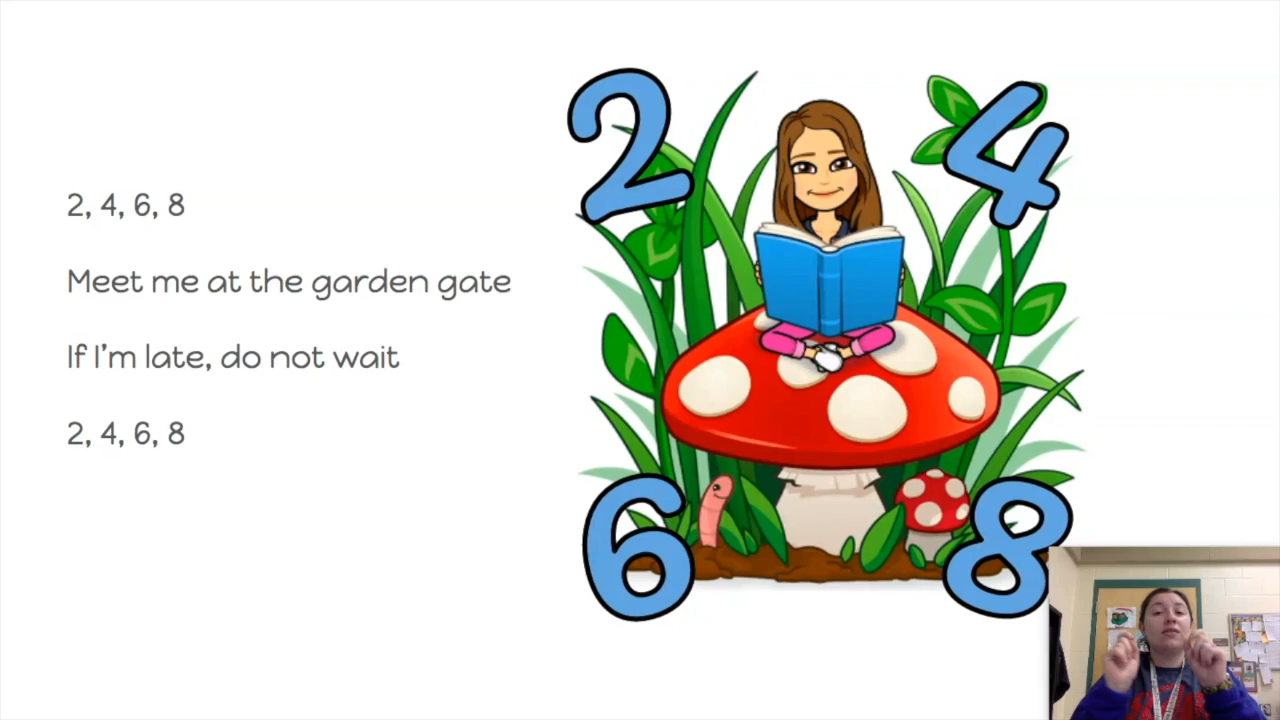 2, 4, 6, 8
Meet me at the garden gate
If I'm late, do not wait
2, 4, 6, 8
2
4
6
8